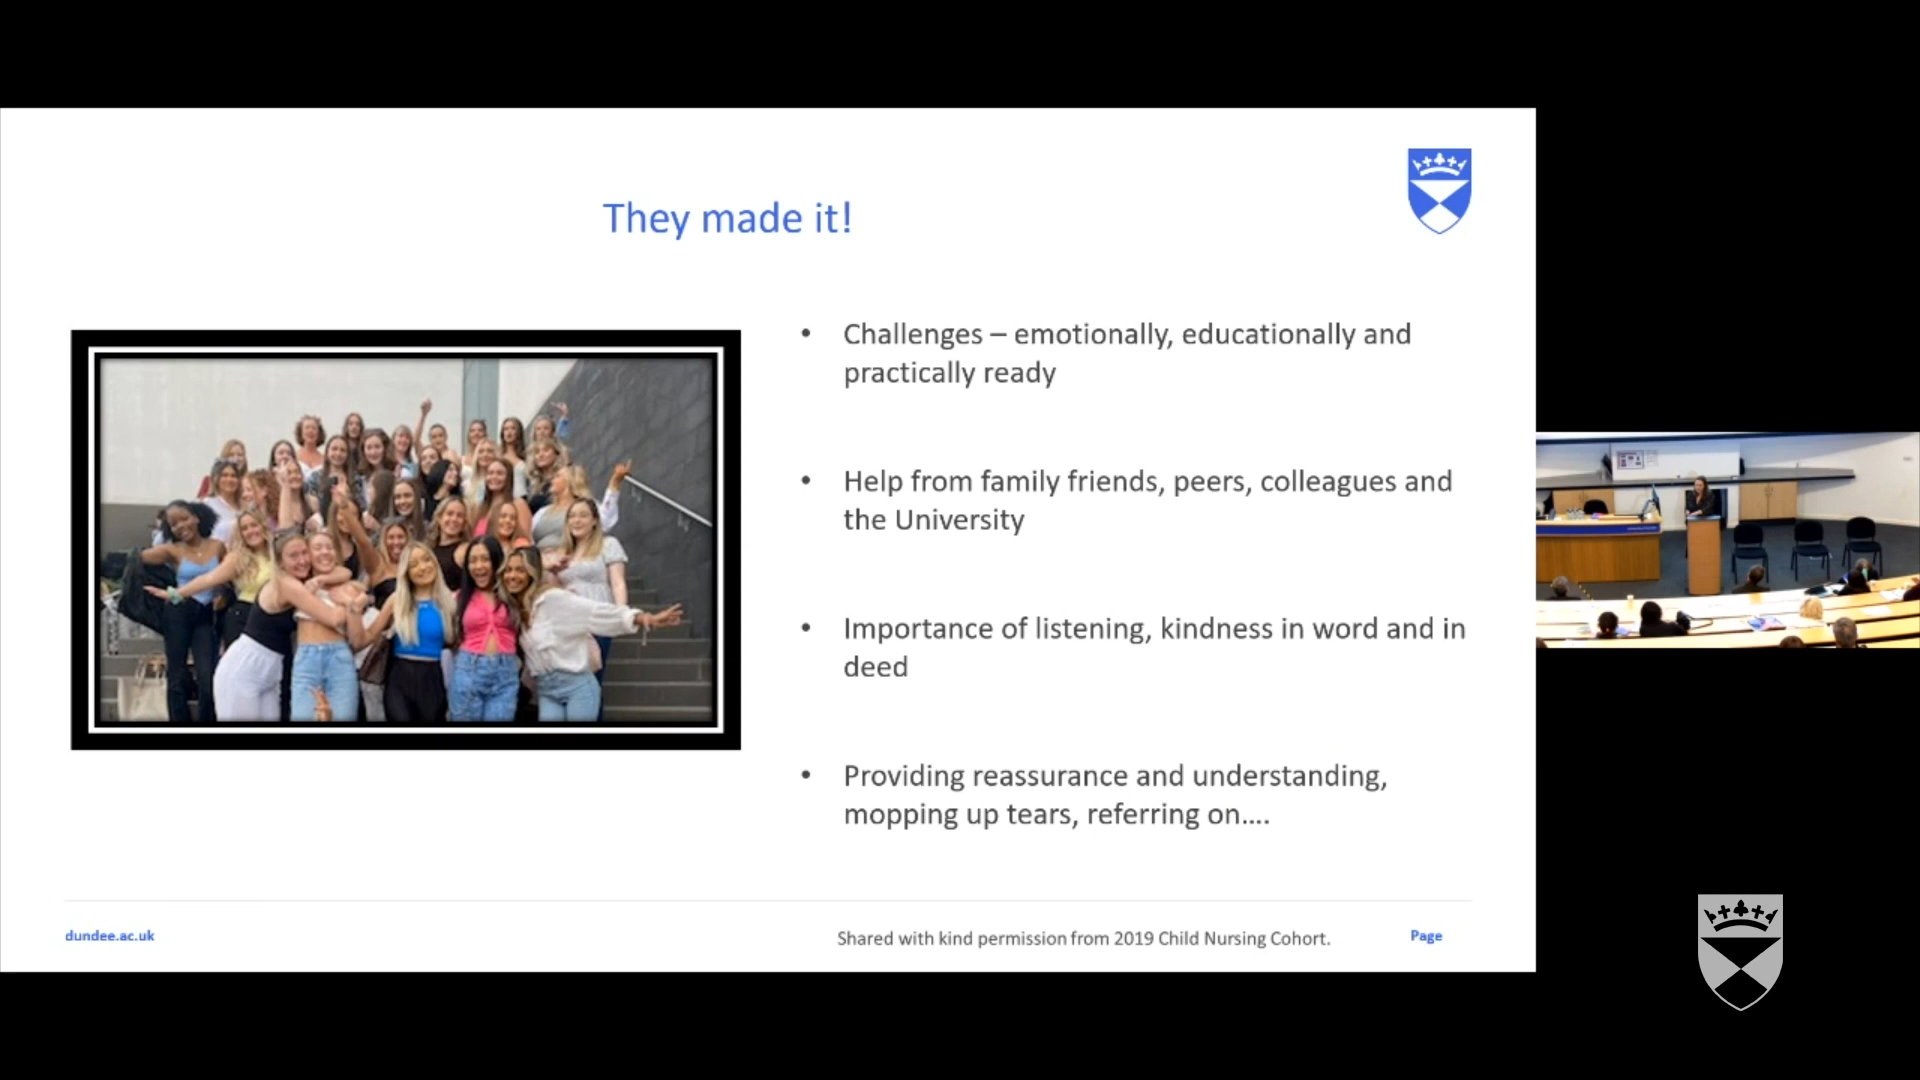 They made it!
• Challenges – emotionally, educationally and
practically ready
• Help from family friends, peers, colleagues and
the University
• Importance of listening, kindness in word and in
deed
• Providing reassurance and understanding,
mopping up tears, referring on....
dundee.ac.uk
Shared with kind permission from 2019 Child Nursing Cohort.
Page